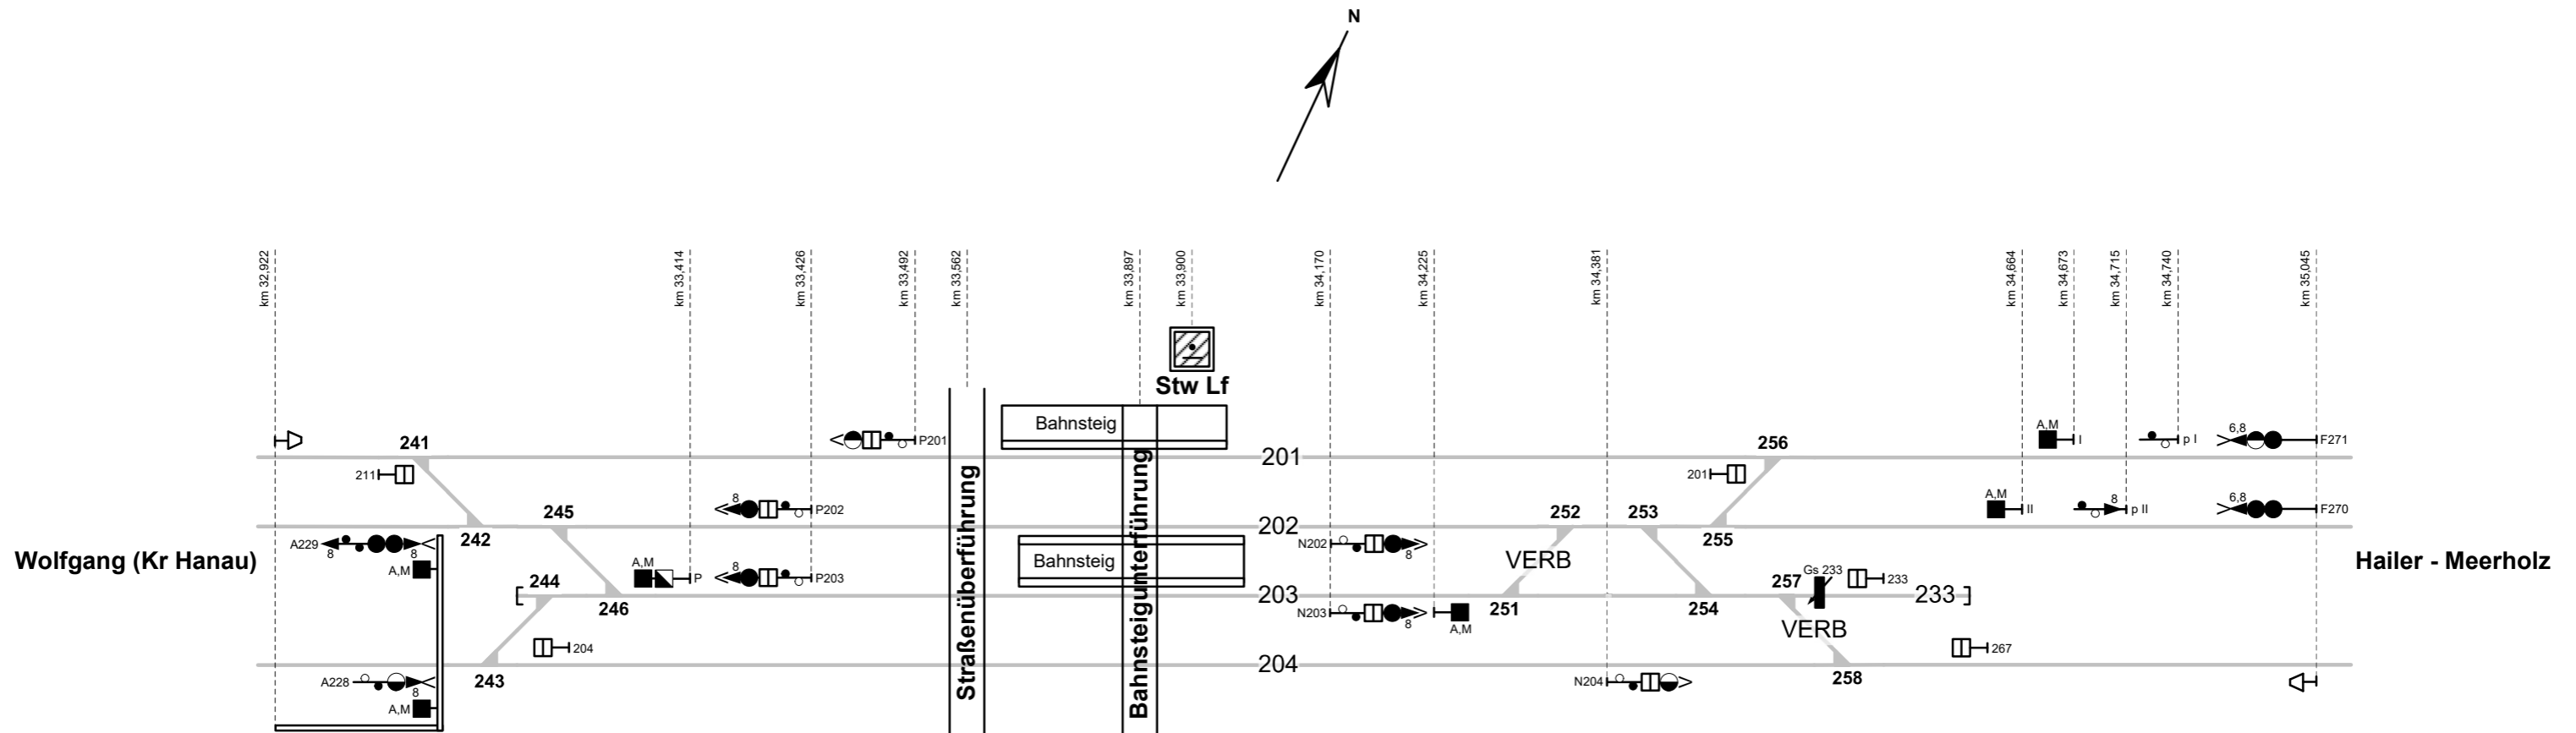 N
km 32,922
km 33,414
km 33,426
km 33,492
km 33,562
km 33,897
km 33,900
km 34,170
km 34,225
km 34,381
km 34,664
km 34,673
km 34,715
km 34,740
km 35,045
Stw Lf
Bahnsteig
241
P201
256
A,M
I
p I
6,8
F271
201
211
201
8
P202
245
252
253
A,M
II
8
p II
6,8
F270
202
242
255
Wolfgang (Kr Hanau)
A229
8
8
A,M
N202
8
VERB
Bahnsteig
Hailer - Meerholz
244
A,M
P
8
P203
257
Gs 233
233
203
233
246
251
254
N203
8
A,M
VERB
204
267
204
243
258
A228
8
A,M
N204
Straßenüberführung
Bahnsteigunterführung